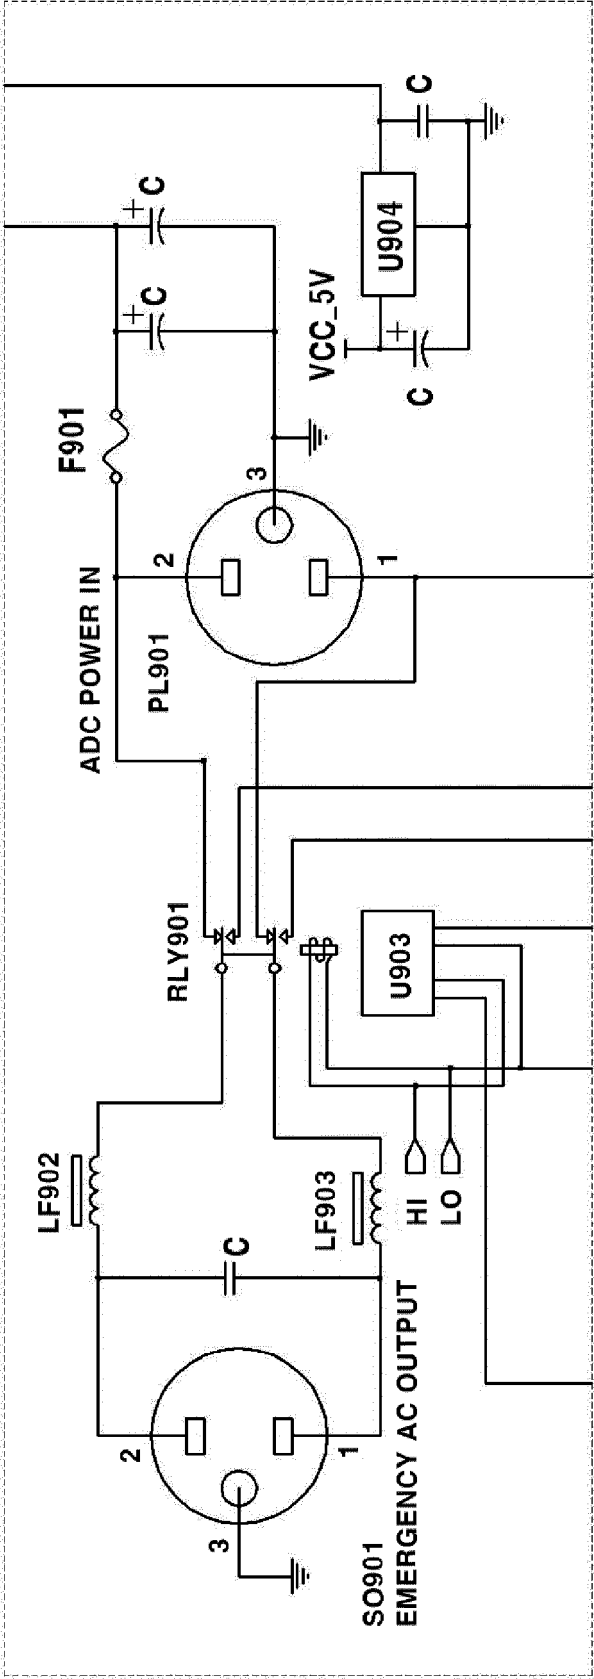 SO901
EMERGENCY AC OUTPUT
3
2
1
C
LF902
LF903
HI
LO
RLY901
U903
ADC POWER IN
PL901
2
1
3
F901
C
C
VCC_5V
U904
C
C
+
+
+